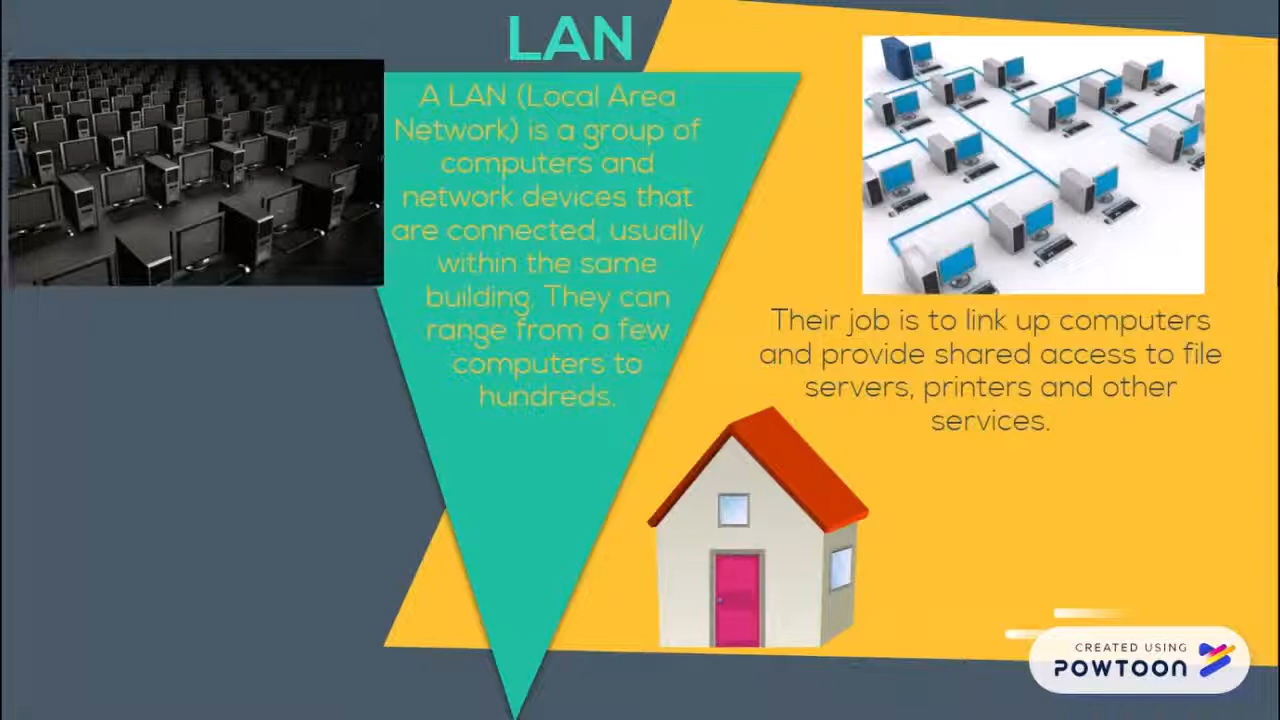 LAN
A LAN (Local Area
Network) is a group of
computers and
network devices that
are connected, usually
within the same
building. They can
range from a few
computers to
hundreds.
Their job is to link up computers
and provide shared access to file
servers, printers and other
services.
CREATED USING
POWTOON